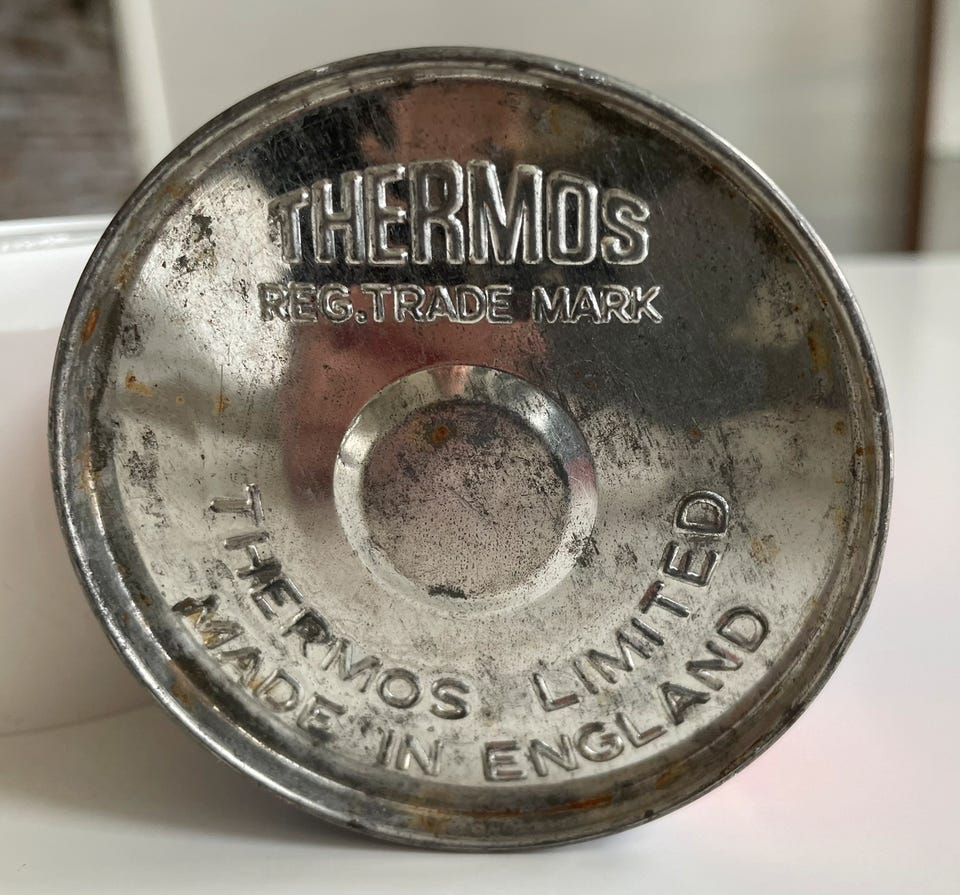 THERMOS
REG. TRADE MARK
THERMOS LIMITED
MADE IN ENGLAND